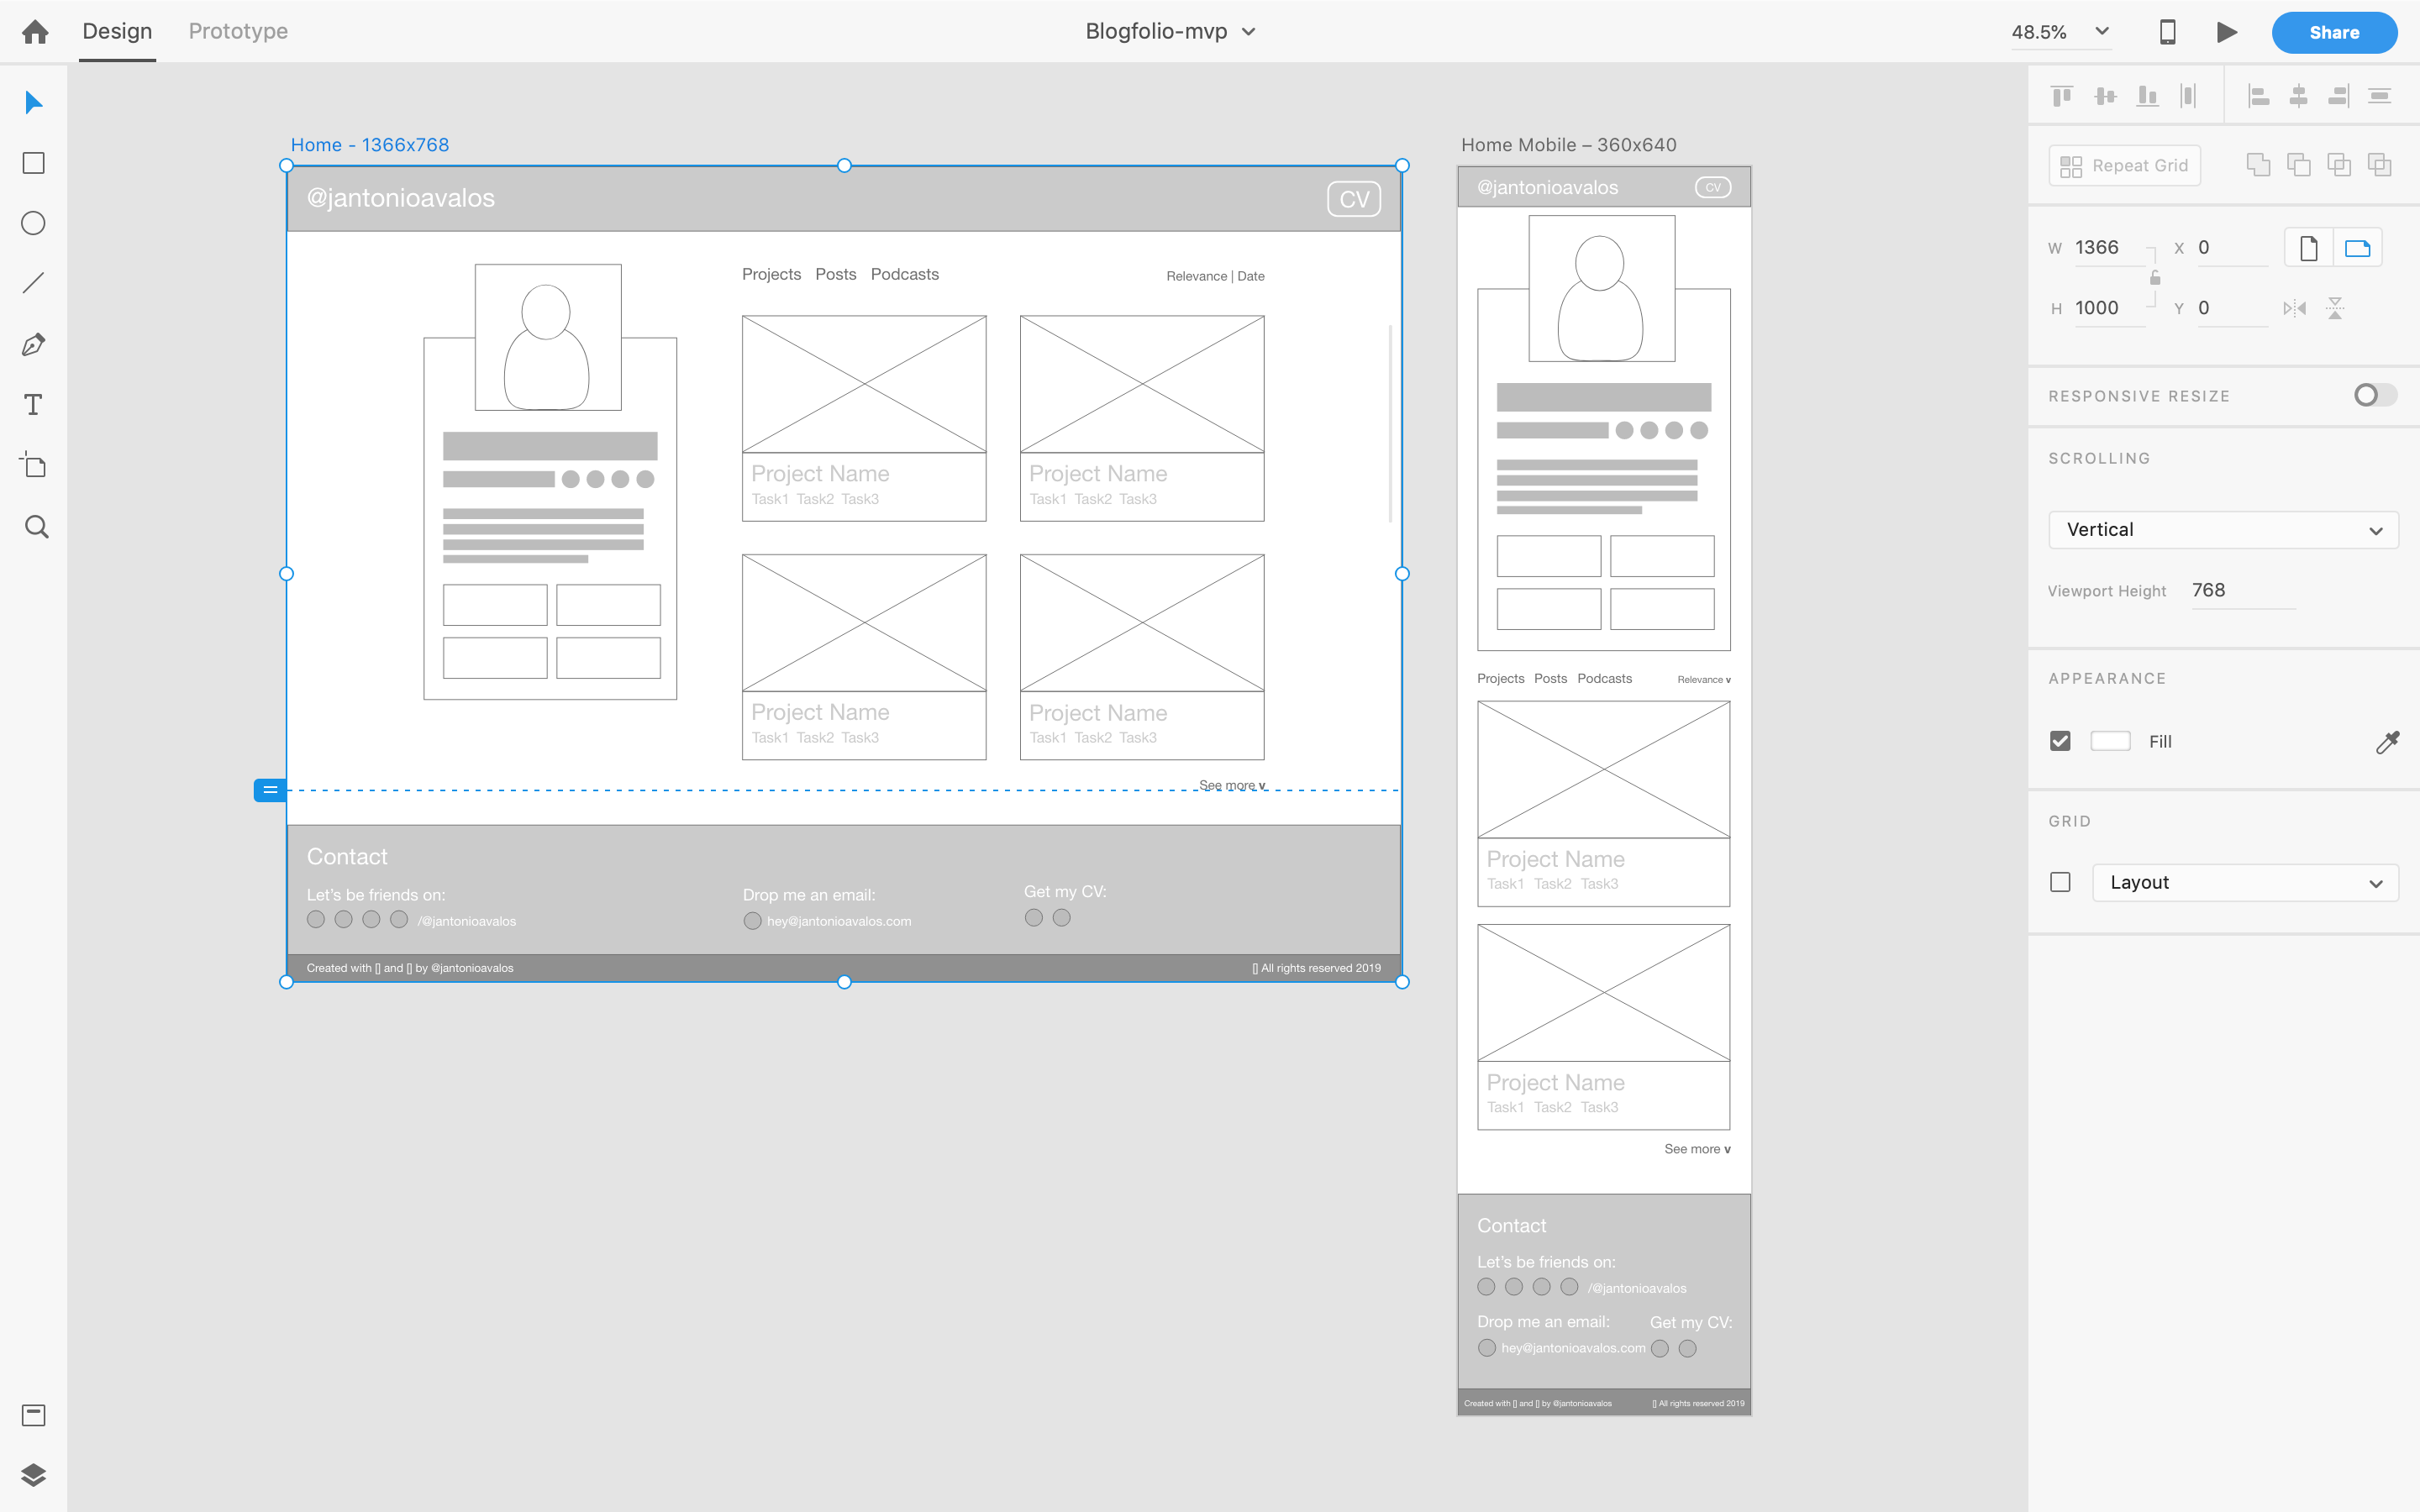 Design Prototype Blogfolio-mvp 48.5% Share
Home - 1366x768
@jantonioavalos CV
Projects Posts Podcasts Relevance | Date
Project Name Project Name
Task1 Task2 Task3 Task1 Task2 Task3
Project Name Project Name
Task1 Task2 Task3 Task1 Task2 Task3
See more v
Contact
Let's be friends on: Drop me an email: Get my CV:
/@jantonioavalos hey@jantonioavalos.com
Created with [] and [] by @jantonioavalos [] All rights reserved 2019
Home Mobile – 360x640
@jantonioavalos CV
Projects Posts Podcasts Relevance v
Project Name
Task1 Task2 Task3
Project Name
Task1 Task2 Task3
See more v
Contact
Let's be friends on:
/@jantonioavalos
Drop me an email: Get my CV:
hey@jantonioavalos.com
Created with [] and [] by @jantonioavalos [] All rights reserved 2019
Repeat Grid
W 1366 X 0
H 1000 Y 0
RESPONSIVE RESIZE
SCROLLING
Vertical
Viewport Height 768
APPEARANCE
Fill
GRID
Layout